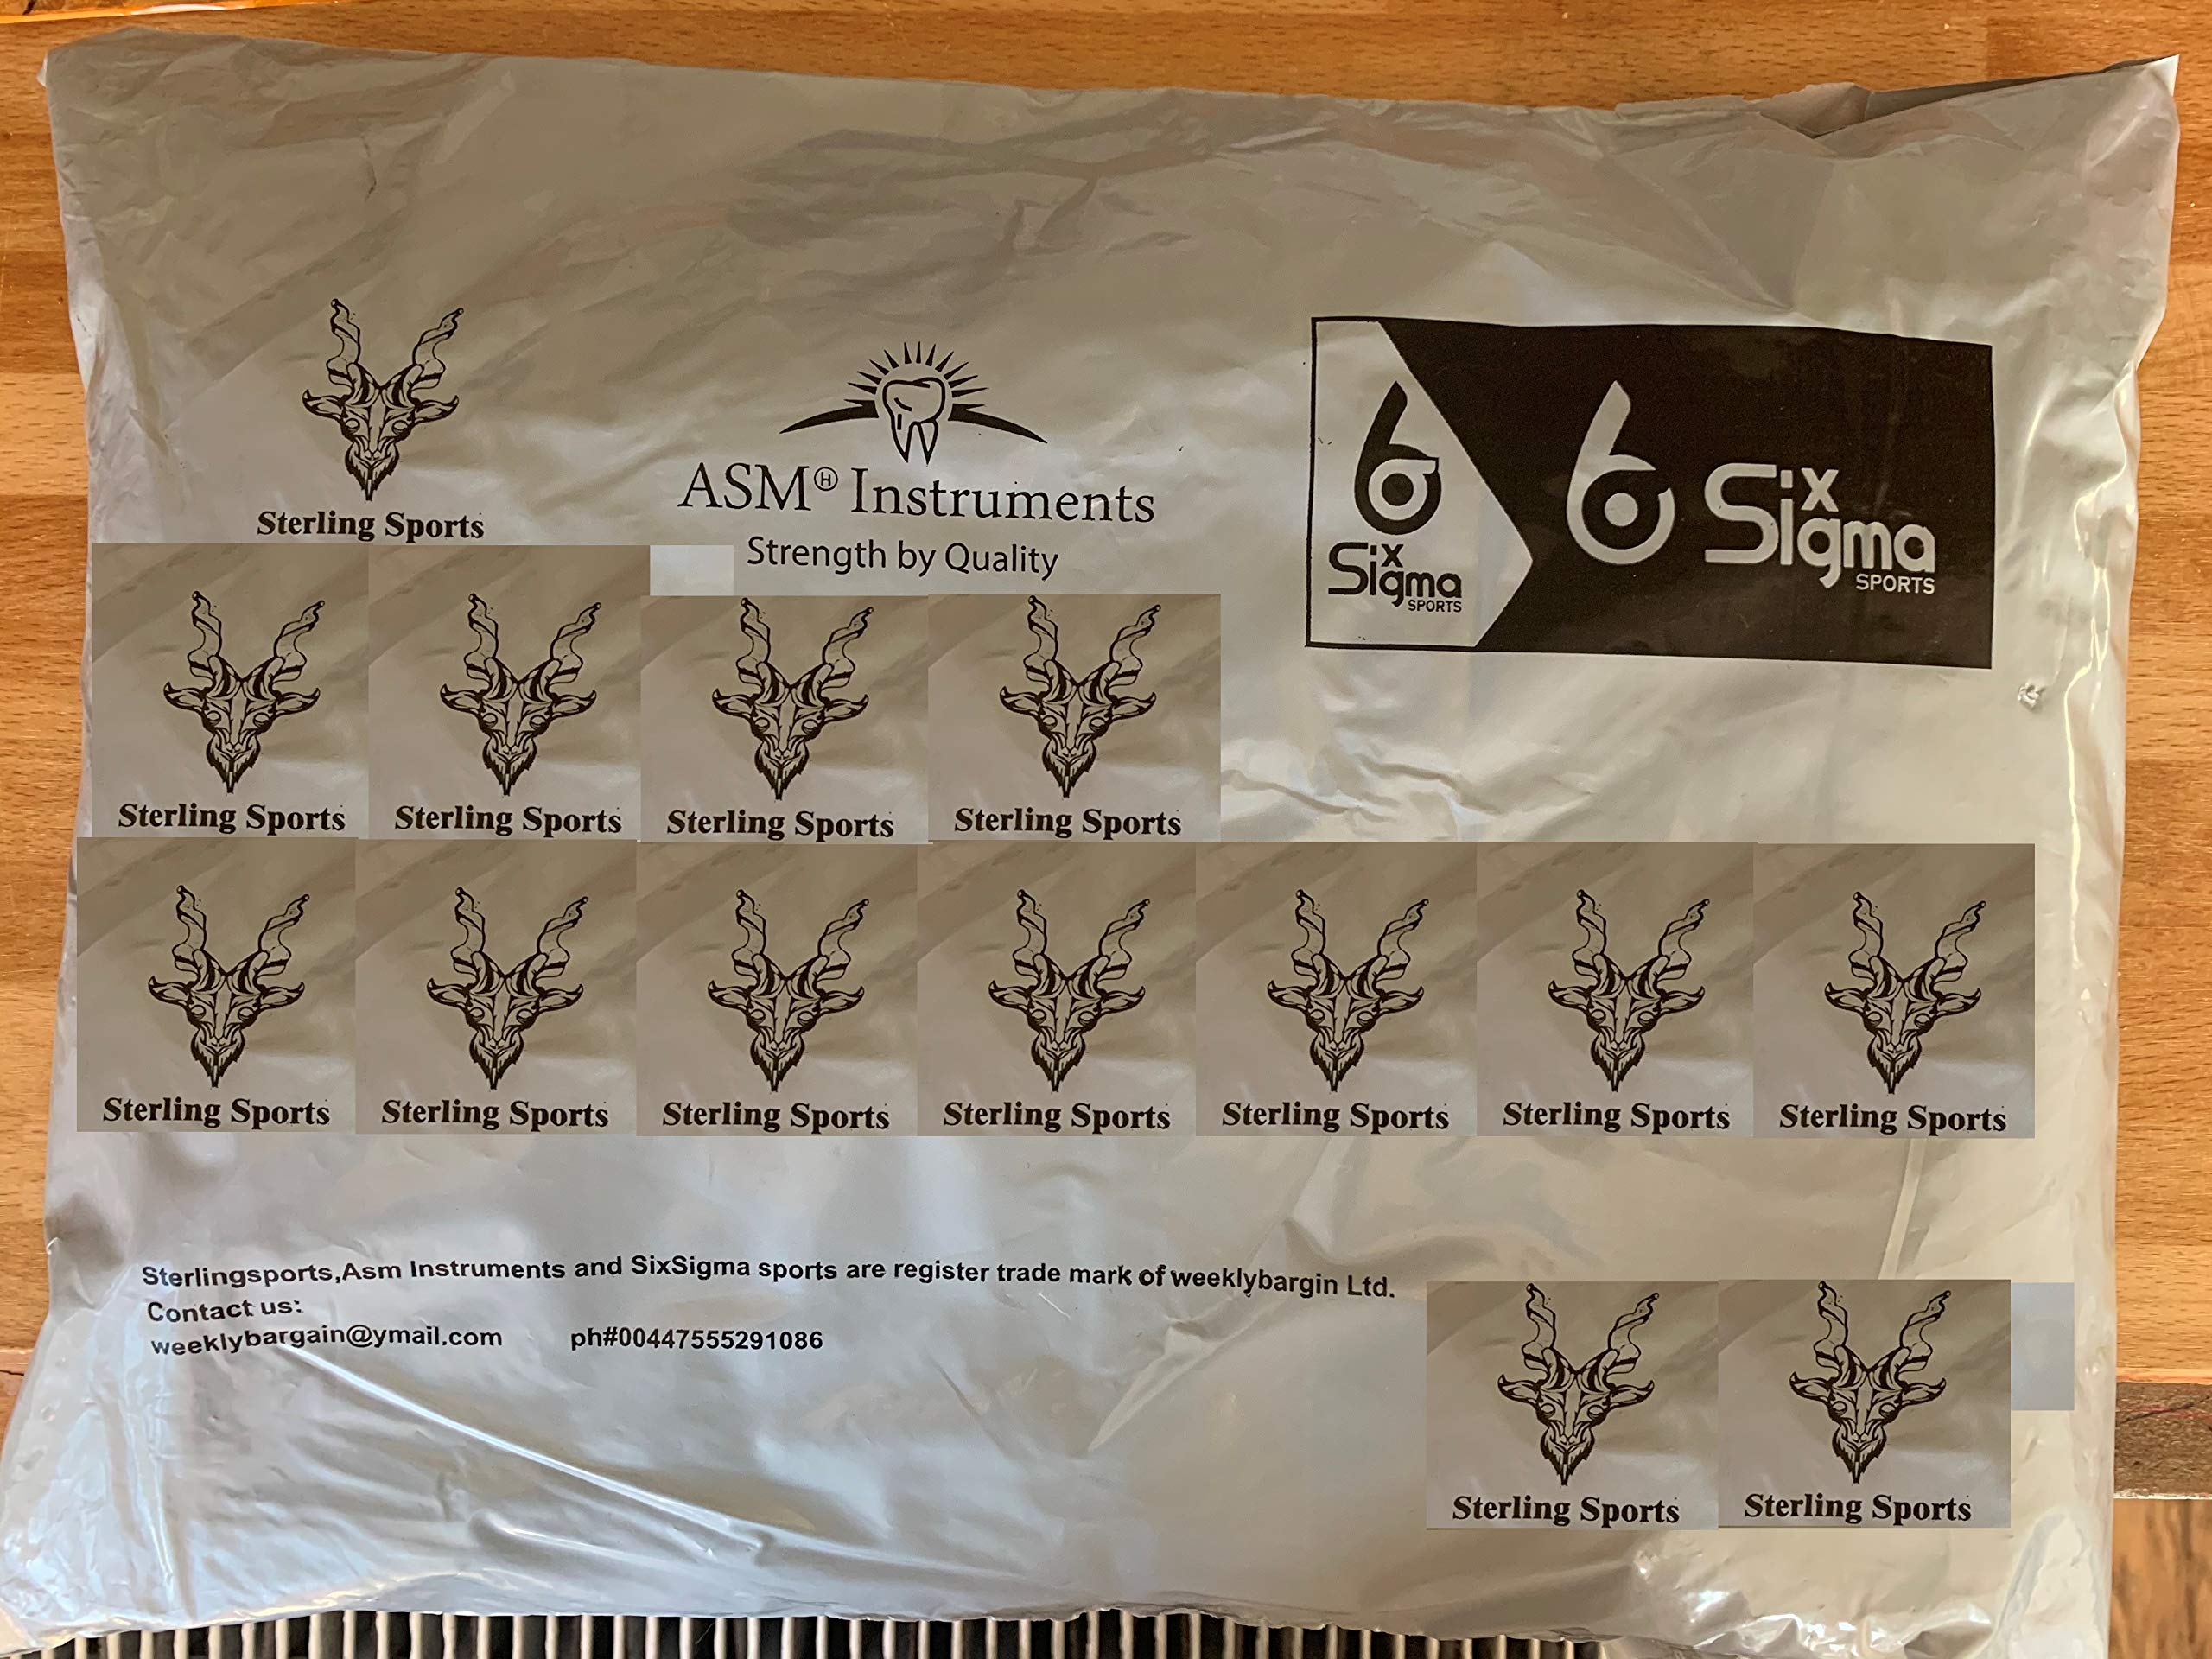 Sterling Sports
ASM Ⓗ Instruments
Strength by Quality
6
Six
Sigma
SPORTS
6
Six
Sigma
SPORTS
Sterling Sports
Sterling Sports
Sterling Sports
Sterling Sports
Sterling Sports
Sterling Sports
Sterling Sports
Sterling Sports
Sterling Sports
Sterling Sports
Sterling Sports
Sterlingsports,Asm Instruments and SixSigma sports are register trade mark of weeklybargin Ltd.
Contact us:
weeklybargain@ymail.com ph#00447555291086
Sterling Sports
Sterling Sports